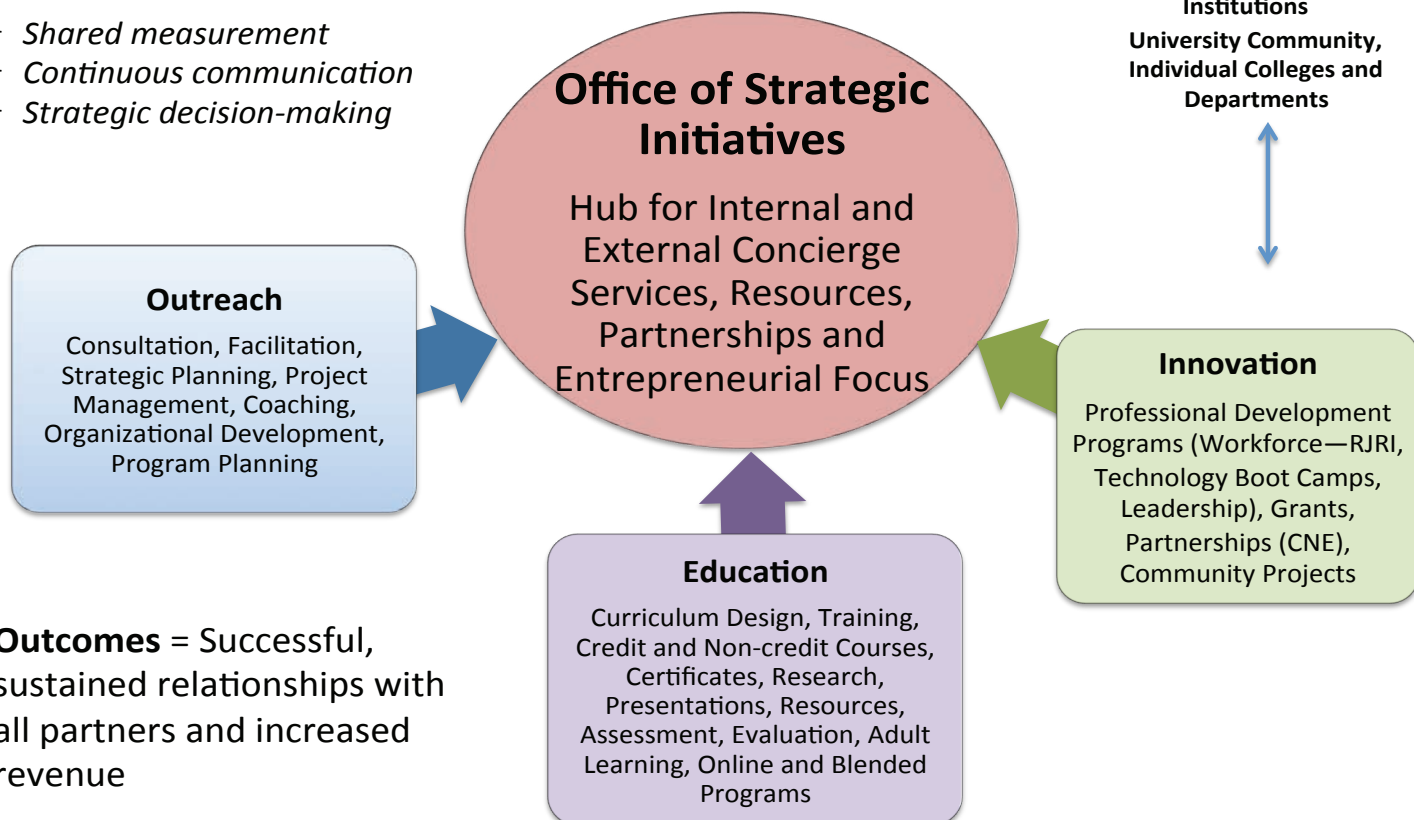 Shared measurement
Continuous communication
Strategic decision-making
Office of Strategic
Initiatives
Hub for Internal and
External Concierge
Services, Resources,
Partnerships and
Entrepreneurial Focus
Institutions
University Community,
Individual Colleges and
Departments
Outreach
Consultation, Facilitation,
Strategic Planning, Project
Management, Coaching,
Organizational Development,
Program Planning
Innovation
Professional Development
Programs (Workforce—RJRI,
Technology Boot Camps,
Leadership), Grants,
Partnerships (CNE),
Community Projects
Education
Curriculum Design, Training,
Credit and Non-credit Courses,
Certificates, Research,
Presentations, Resources,
Assessment, Evaluation, Adult
Learning, Online and Blended
Programs
Outcomes = Successful,
sustained relationships with
all partners and increased
revenue